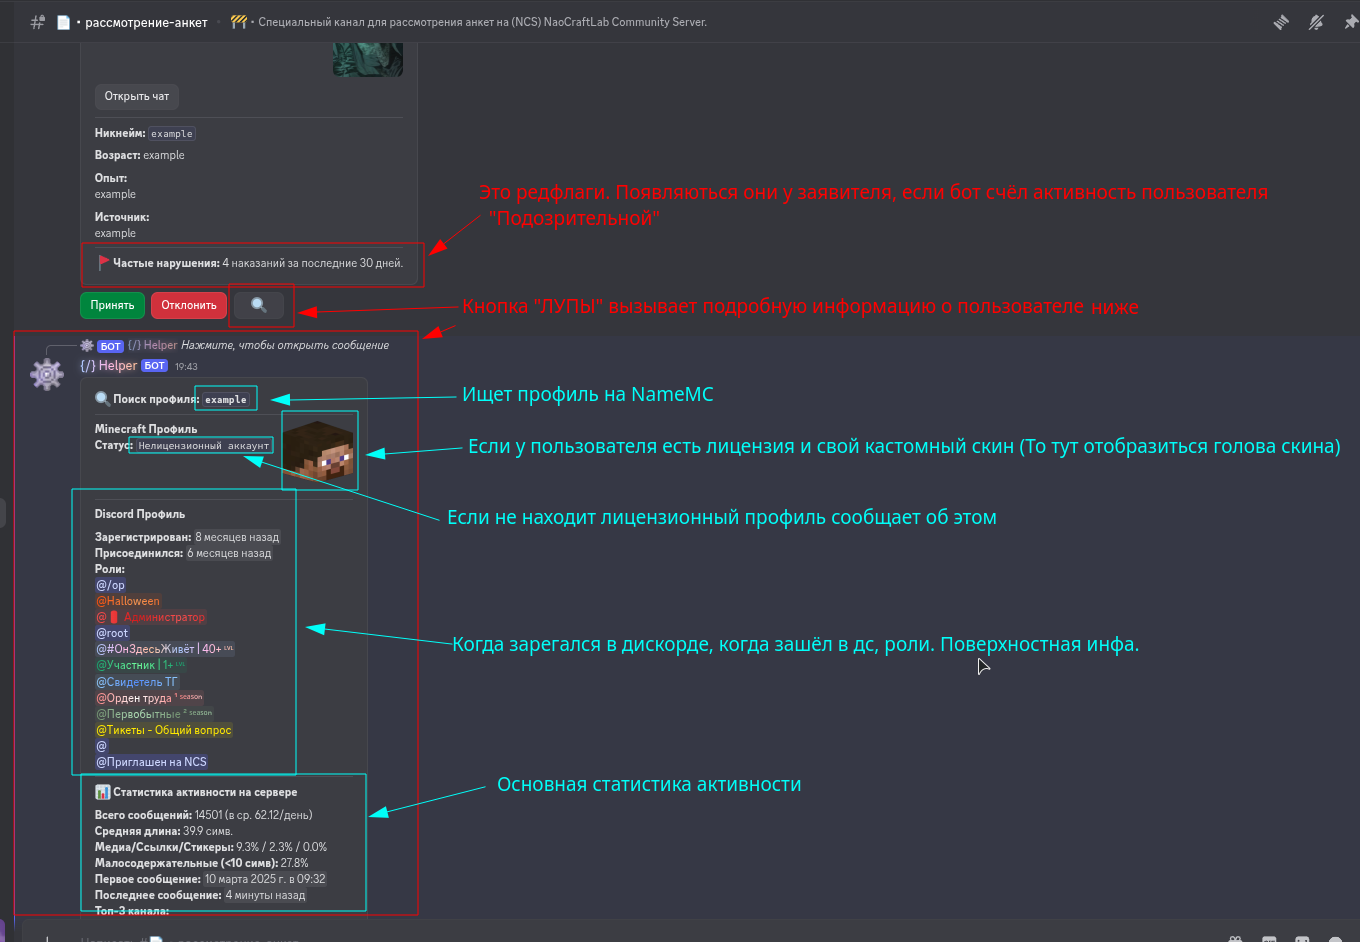 • рассмотрение-анкет • Специальный канал для рассмотрения анкет на (NCS) NaoCraftLab Community Server.
Открыть чат
Никнейм: example
Возраст: example
Опыт:
example
Источник:
example
Частые нарушения: 4 наказаний за последние 30 дней.
Это редфлаги. Появляються они у заявителя, если бот счёл активность пользователя
"Подозрительной"
Принять Отклонить
Кнопка "ЛУПЫ" вызывает подробную информацию о пользователе ниже
БОТ {/} Helper Нажмите, чтобы открыть сообщение
{/} Helper БОТ 19:43
Поиск профиля: example
Ищет профиль на NameMC
Minecraft Профиль
Статус: Нелицензионный аккаунт
Если у пользователя есть лицензия и свой кастомный скин (То тут отобразиться голова скина)
Если не находит лицензионный профиль сообщает об этом
Discord Профиль
Зарегистрирован: 8 месяцев назад
Присоединился: 6 месяцев назад
Роли:
@/op
@Halloween
@ Администратор
@root
@#ОнЗдесьЖивёт | 40+ ᴸⱽᴸ
@Участник | 1+ ᴸⱽᴸ
@Свидетель ТГ
@Орден труда ¹ ˢᵉᵃˢᵒⁿ
@Первобытные ² ˢᵉᵃˢᵒⁿ
@Тикеты - Общий вопрос
@
@Приглашен на NCS
Когда зарегался в дискорде, когда зашёл в дс, роли. Поверхностная инфа.
Статистика активности на сервере
Всего сообщений: 14501 (в ср. 62.12/день)
Средняя длина: 39.9 симв.
Медиа/Ссылки/Стикеры: 9.3% / 2.3% / 0.0%
Малосодержательные (<10 симв): 27.8%
Первое сообщение: 10 марта 2025 г. в 09:32
Последнее сообщение: 4 минуты назад
Топ-3 канала:
Основная статистика активности